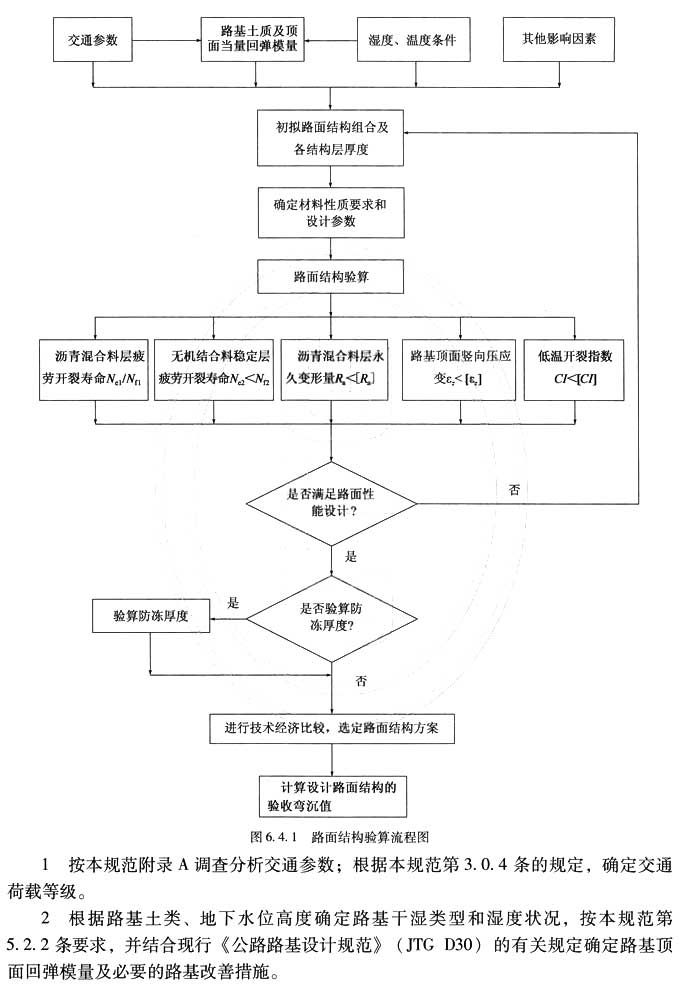 交通参数
路基土质及顶
面当量回弹模量
湿度、温度条件
其他影响因素
初拟路面结构组合及
各结构层厚度
确定材料性质要求和
设计参数
路面结构验算
沥青混合料层疲
劳开裂寿命Ne1/Nf1
无机结合料稳定层
疲劳开裂寿命Ne2<Nf2
沥青混合料层永
久变形量Ra<[Ra]
路基顶面竖向压应
变εz<[εz]
低温开裂指数
CI<[CI]
是否满足路面性
能设计?
否
是
是否验算防
冻厚度?
是
验算防冻厚度
否
进行技术经济比较，选定路面结构方案
计算设计路面结构的
验收弯沉值
图 6.4.1 路面结构验算流程图
1 按本规范附录 A 调查分析交通参数；根据本规范第 3.0.4 条的规定，确定交通
荷载等级。
2 根据路基土类、地下水位高度确定路基干湿类型和湿度状况，按本规范第
5.2.2 条要求，并结合现行《公路路基设计规范》（JTG D30）的有关规定确定路基顶
面回弹模量及必要的路基改善措施。